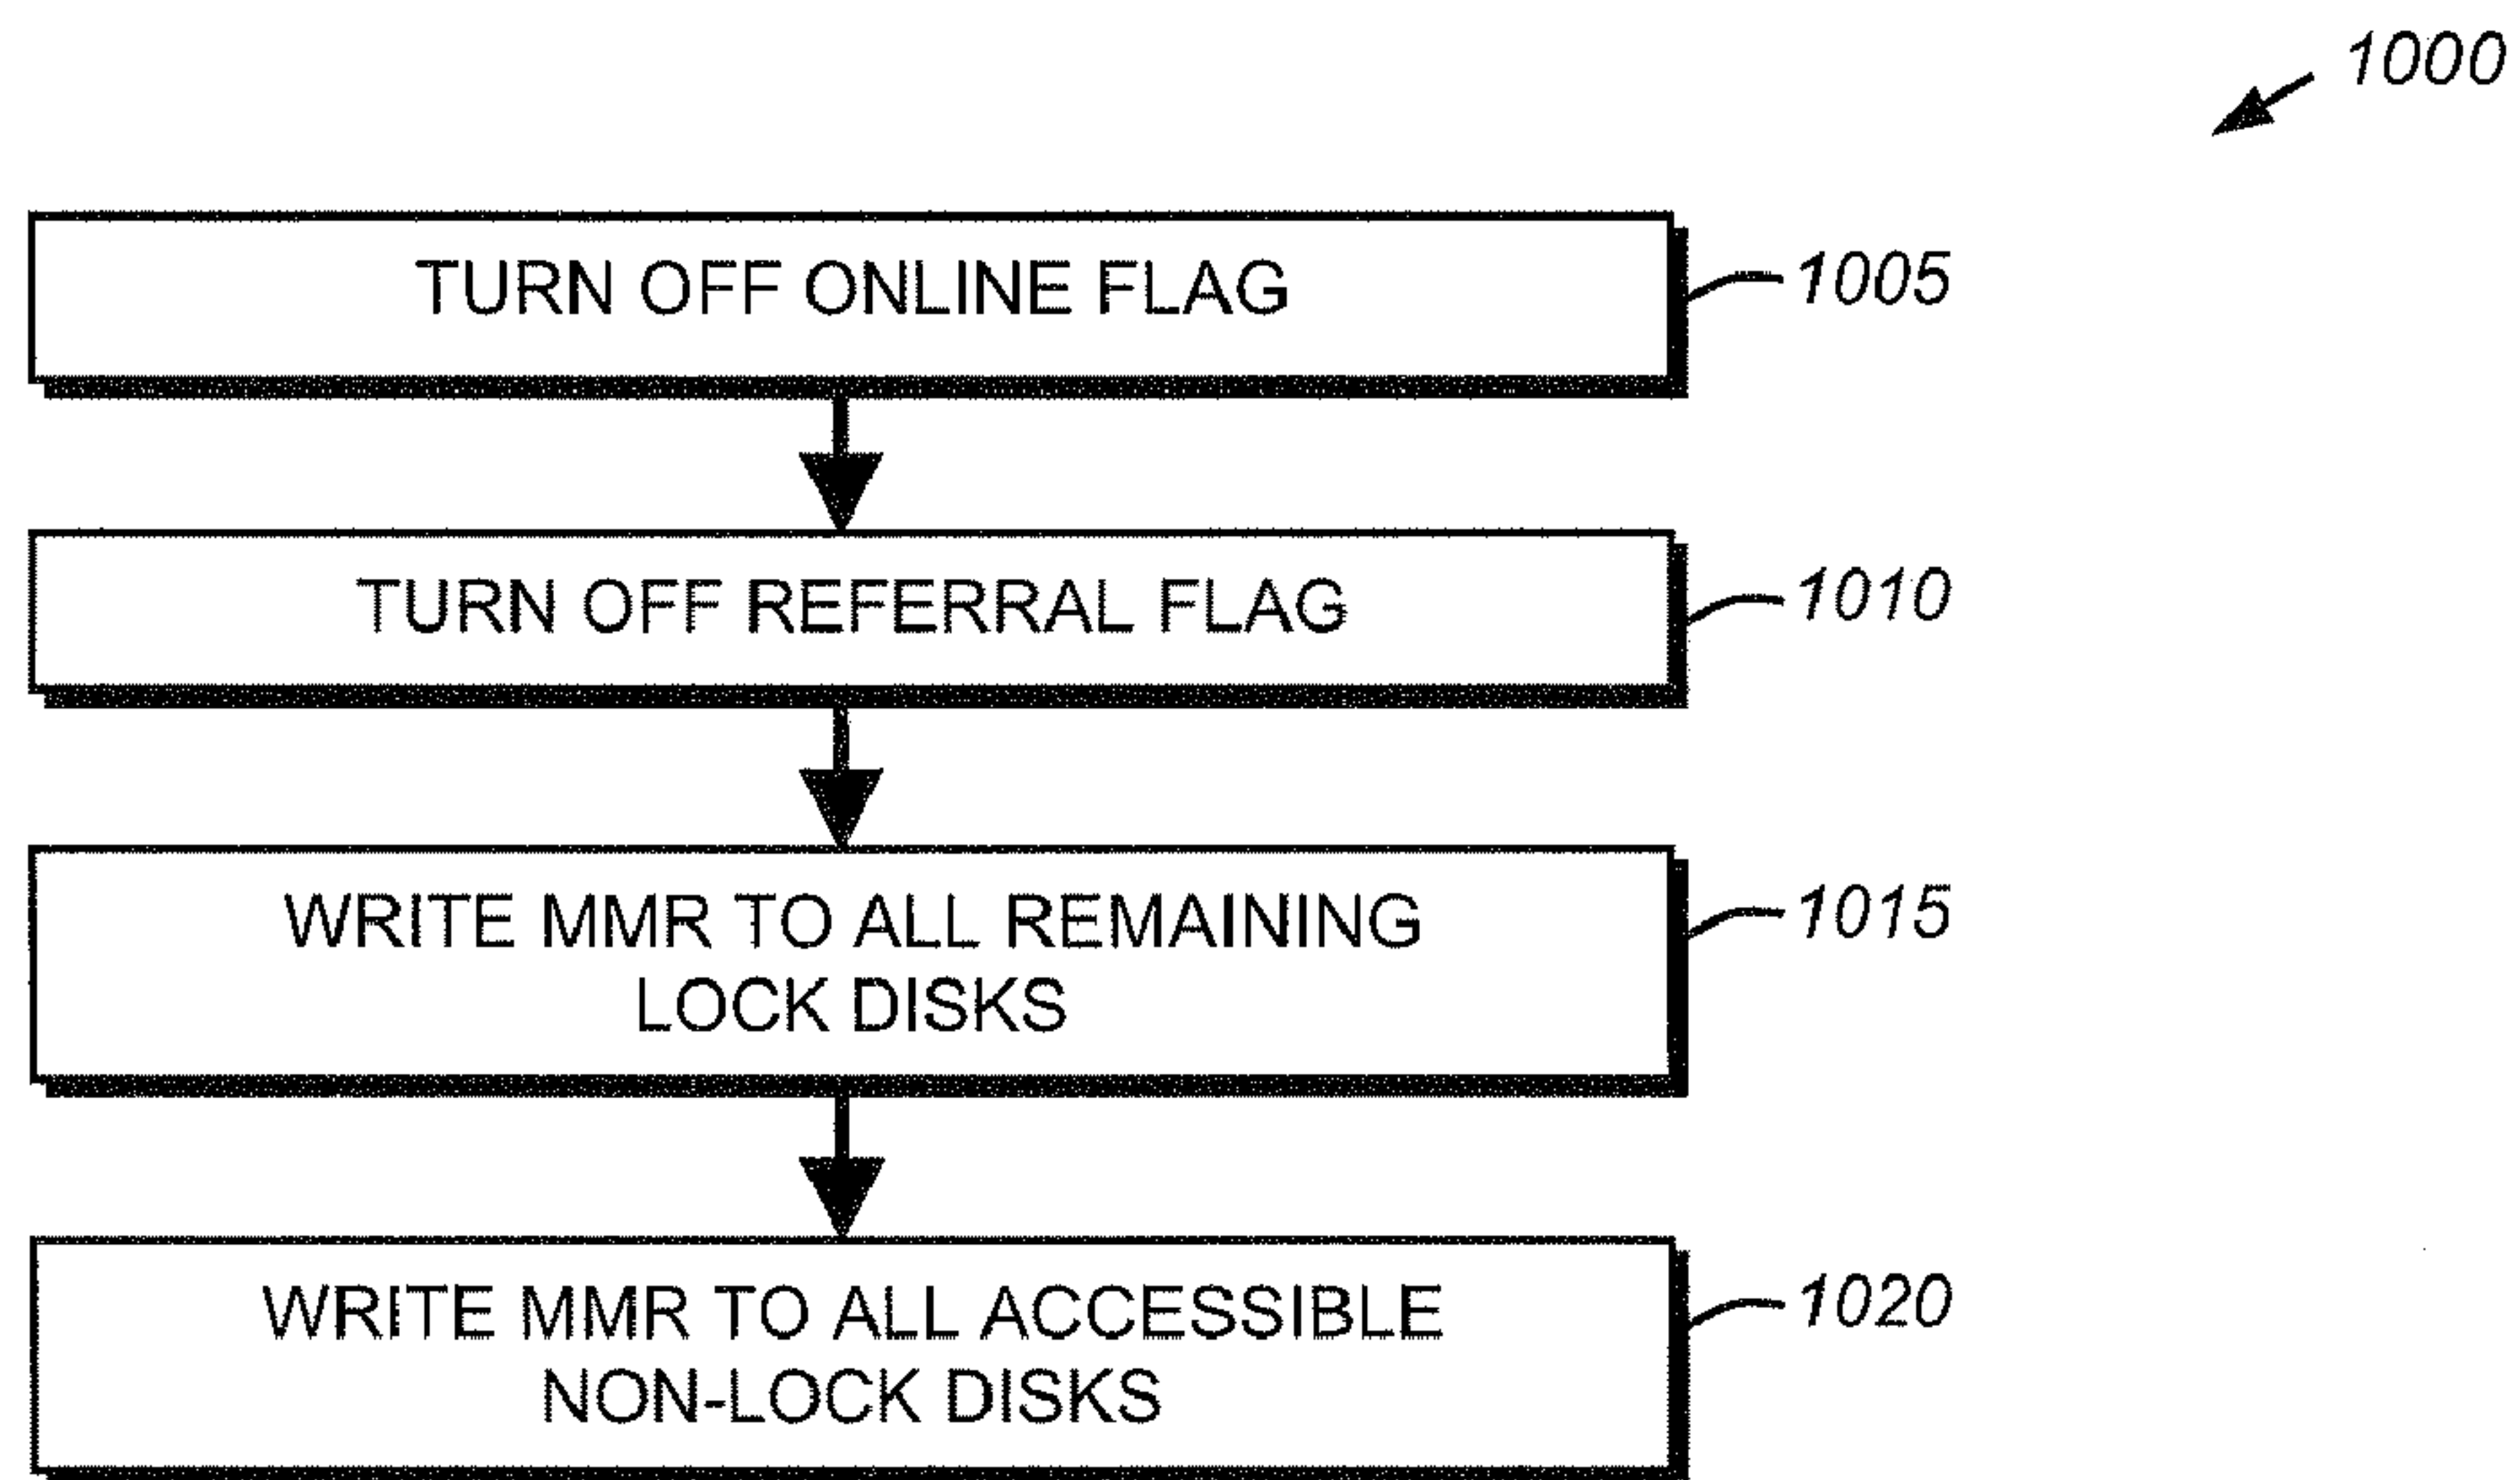 1000
TURN OFF ONLINE FLAG
1005
TURN OFF REFERRAL FLAG
1010
WRITE MMR TO ALL REMAINING
LOCK DISKS
1015
WRITE MMR TO ALL ACCESSIBLE
NON-LOCK DISKS
1020